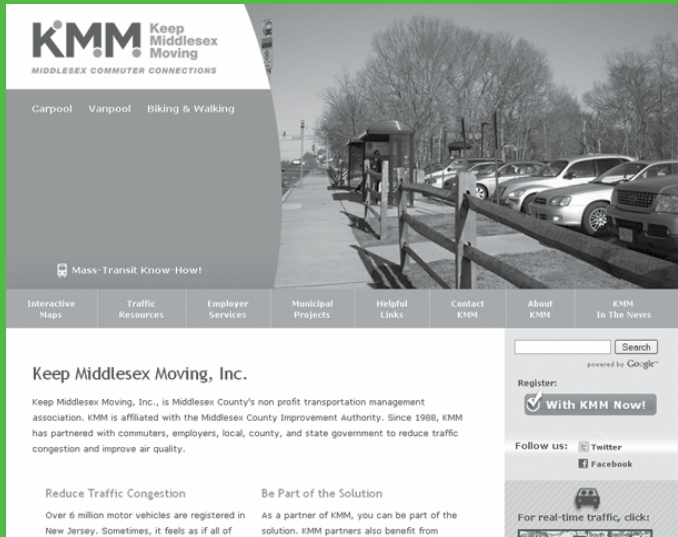 KMM Keep
Middlesex
Moving
MIDDLESEX COMMUTER CONNECTIONS
Carpool Vanpool Biking & Walking
Mass-Transit Know-How!
Interactive Maps
Traffic Resources
Employer Services
Municipal Projects
Helpful Links
Contact KMM
About KMM
KMM In The News
Search
powered by Google™
Keep Middlesex Moving, Inc.
Keep Middlesex Moving, Inc., is Middlesex County's non profit transportation management
association. KMM is affiliated with the Middlesex County Improvement Authority. Since 1988, KMM
has partnered with commuters, employers, local, county, and state government to reduce traffic
congestion and improve air quality.
Register:
With KMM Now!
Follow us:
Twitter
Facebook
Reduce Traffic Congestion
Over 6 million motor vehicles are registered in
New Jersey. Sometimes, it feels as if all of
Be Part of the Solution
As a partner of KMM, you can be part of the
solution. KMM partners also benefit from
For real-time traffic, click: